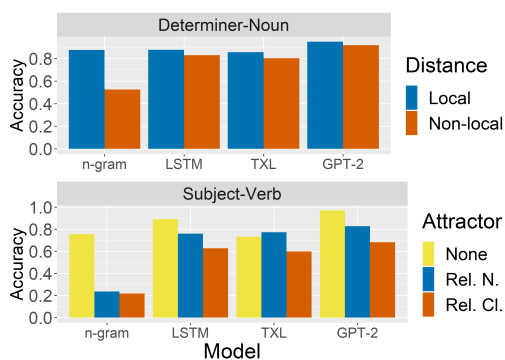 Determiner-Noun
Accuracy
0.8
0.6
0.4
0.2
0.0
n-gram LSTM TXL GPT-2
Distance
Local
Non-local
Subject-Verb
Accuracy
1.0
0.8
0.6
0.4
0.2
0.0
n-gram LSTM TXL GPT-2
Model
Attractor
None
Rel. N.
Rel. Cl.